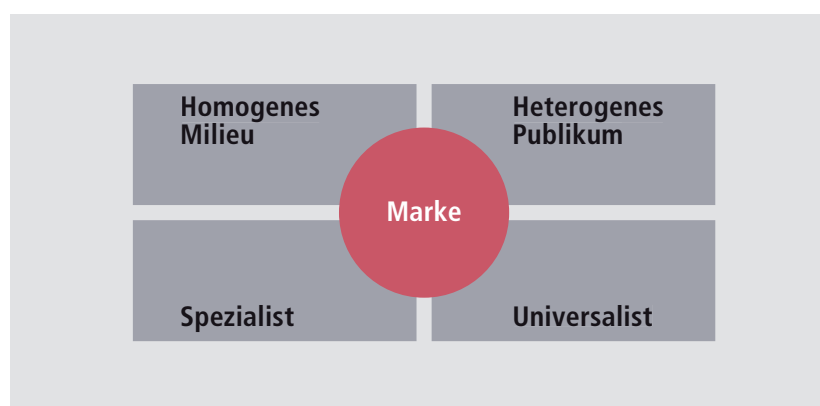 Homogenes
Milieu
Heterogenes
Publikum
Marke
Spezialist
Universalist